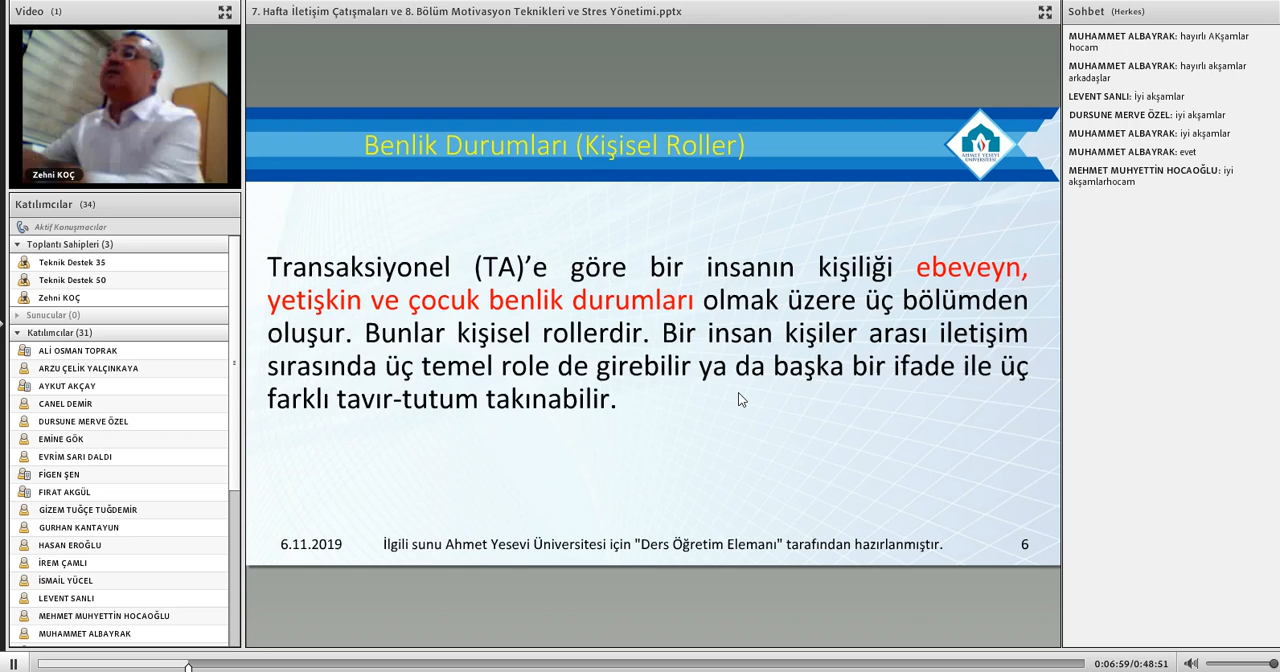 Video (1)
Zehni KOÇ
Katılımcılar (34)
Aktif Konuşmacılar
Toplantı Sahipleri (3)
Teknik Destek 35
Teknik Destek 50
Zehni KOÇ
Sunucular (0)
Katılımcılar (31)
ALİ OSMAN TOPRAK
ARZU ÇELİK YALÇINKAYA
AYKUT AKÇAY
CANEL DEMİR
DURSUNE MERVE ÖZEL
EMİNE GÖK
EVRİM SARI DALDI
FİGEN ŞEN
FIRAT AKGÜL
GİZEM TUĞÇE TUĞDEMİR
GURHAN KANTAYUN
HASAN EROĞLU
İREM ÇAMLI
İSMAİL YÜCEL
LEVENT SANLI
MEHMET MUHYETTİN HOCAOĞLU
MUHAMMET ALBAYRAK
7. Hafta İletişim Çatışmaları ve 8. Bölüm Motivasyon Teknikleri ve Stres Yönetimi.pptx
Benlik Durumları (Kişisel Roller)
AHMET YESEVİ
ÜNİVERSİTESİ
Transaksiyonel (TA)’e göre bir insanın kişiliği ebeveyn,
yetişkin ve çocuk benlik durumları olmak üzere üç bölümden
oluşur. Bunlar kişisel rollerdir. Bir insan kişiler arası iletişim
sırasında üç temel role de girebilir ya da başka bir ifade ile üç
farklı tavır-tutum takınabilir.
6.11.2019
İlgili sunu Ahmet Yesevi Üniversitesi için "Ders Öğretim Elemanı" tarafından hazırlanmıştır.
6
Sohbet (Herkes)
MUHAMMET ALBAYRAK: hayırlı AKşamlar
hocam
MUHAMMET ALBAYRAK: hayırlı akşamlar
arkadaşlar
LEVENT SANLI: İyi akşamlar
DURSUNE MERVE ÖZEL: iyi akşamlar
MUHAMMET ALBAYRAK: iyi akşamlar
MUHAMMET ALBAYRAK: evet
MEHMET MUHYETTİN HOCAOĞLU: iyi
akşamlarhocam
0:06:59/0:48:51